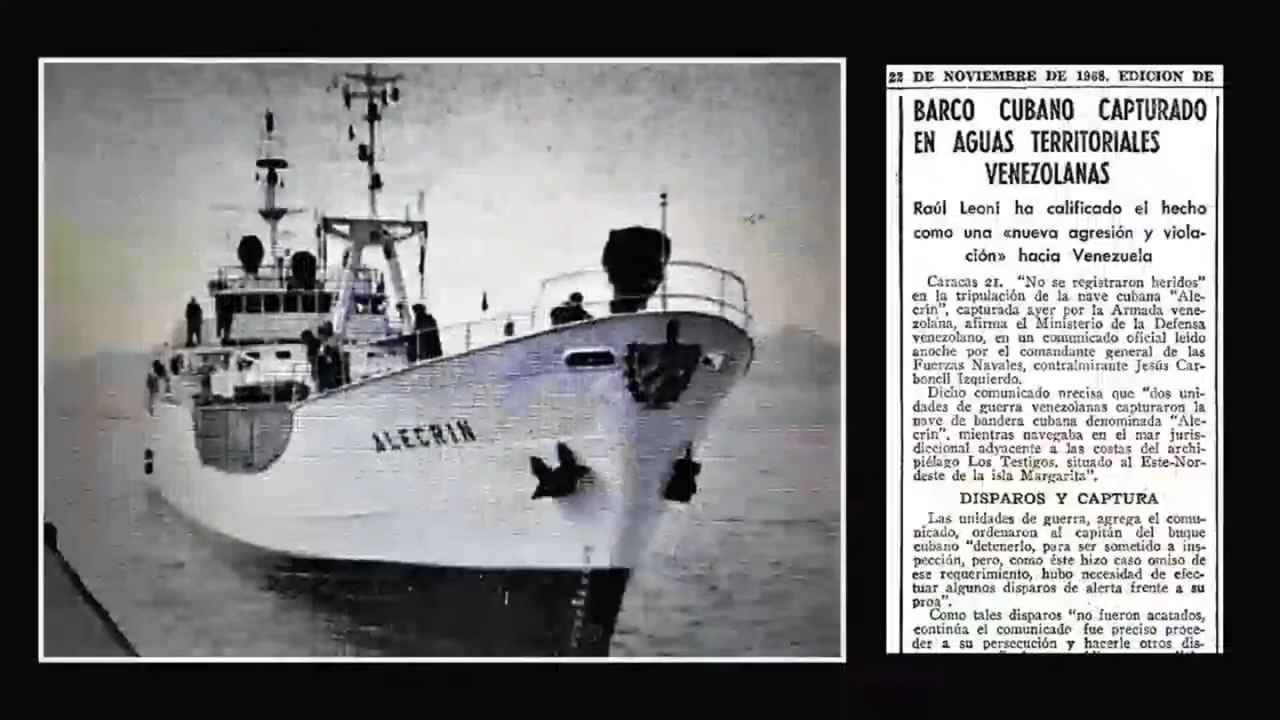 ALECRIN
22 DE NOVIEMBRE DE 1968, EDICION DE
BARCO CUBANO CAPTURADO
EN AGUAS TERRITORIALES
VENEZOLANAS
Raúl Leoni ha calificado el hecho
como una «nueva agresión y viola-
ción» hacia Venezuela
Caracas 21. "No se registraron heridos"
en la tripulación de la nave cubana "Ale-
crin", capturada ayer por la Armada vene-
zolana, afirma el Ministerio de la Defensa
venezolano, en un comunicado oficial leído
anoche por el comandante general de las
Fuerzas Navales, contralmirante Jesús Car-
bonell Izquierdo.
Dicho comunicado precisa que "dos uni-
dades de guerra venezolanas capturaron la
nave de bandera cubana denominada "Ale-
crin", mientras navegaba en el mar juris-
diccional adyacente a las costas del archi-
piélago Los Testigos, situado al Este-Nor-
deste de la isla Margarita".
DISPAROS Y CAPTURA
Las unidades de guerra, agrega el comu-
nicado, ordenaron al capitán del buque
cubano "detenerlo, para ser sometido a ins-
pección, pero, como éste hizo caso omiso de
ese requerimiento, hubo necesidad de efec-
tuar algunos disparos de alerta frente a su
proa".
Como tales disparos "no fueron acatados,
continúa el comunicado fue preciso proce-
der a su persecución y hacerle otros dis-